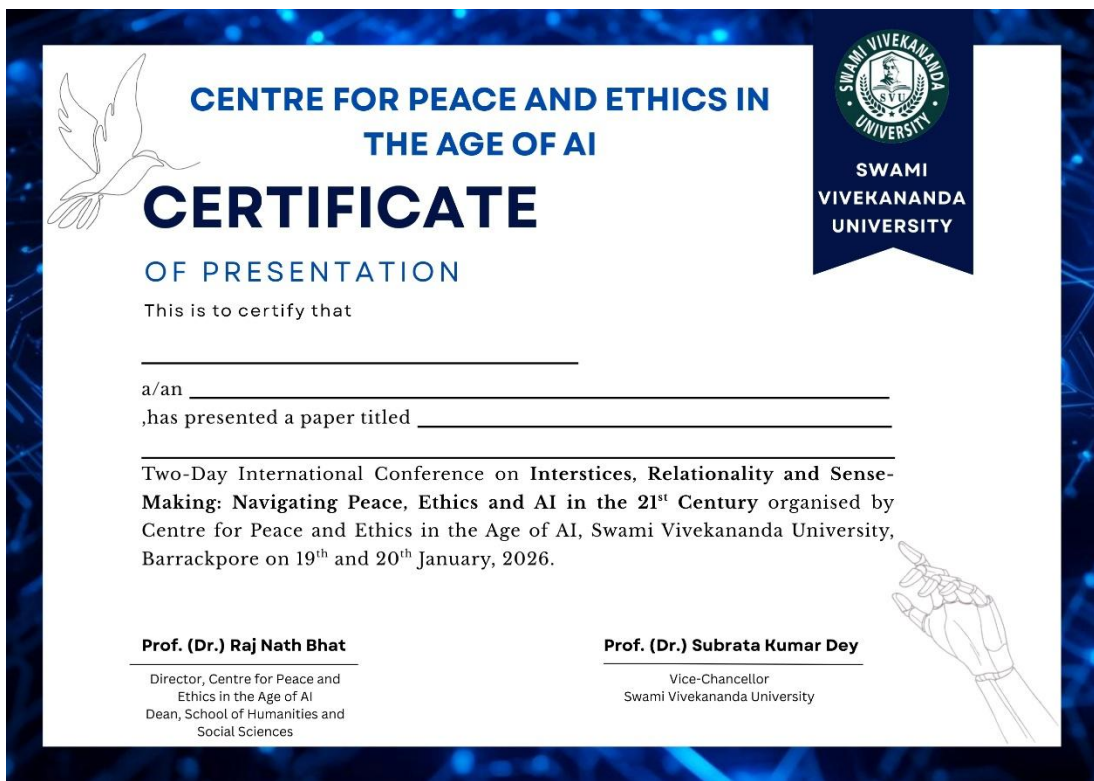 CENTRE FOR PEACE AND ETHICS IN
THE AGE OF AI
SWAMI VIVEKANANDA
SVU
UNIVERSITY
SWAMI
VIVEKANANDA
UNIVERSITY
CERTIFICATE
OF PRESENTATION
This is to certify that
a/an
,has presented a paper titled
Two-Day International Conference on Interstices, Relationality and Sense-
Making: Navigating Peace, Ethics and AI in the 21st Century organised by
Centre for Peace and Ethics in the Age of AI, Swami Vivekananda University,
Barrackpore on 19th and 20th January, 2026.
Prof. (Dr.) Raj Nath Bhat
Director, Centre for Peace and
Ethics in the Age of AI
Dean, School of Humanities and
Social Sciences
Prof. (Dr.) Subrata Kumar Dey
Vice-Chancellor
Swami Vivekananda University